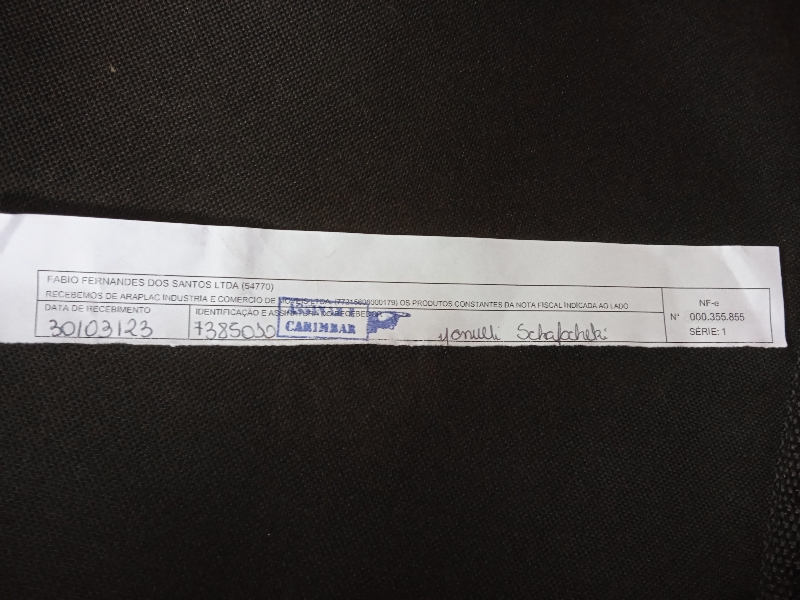 FABIO FERNANDES DOS SANTOS LTDA (54770)
RECEBEMOS DE ARAPLAC INDUSTRIA E COMERCIO DE MOVEIS LTDA. OS PRODUTOS CONSTANTES DA NOTA FISCAL INDICADA AO LADO
DATA DE RECEBIMENTO
30/03/23
IDENTIFICAÇÃO E ASSINATURA DO RECEBEDOR
7385030
CARIMBAR
NF-e
N° 000.355.855
SÉRIE: 1